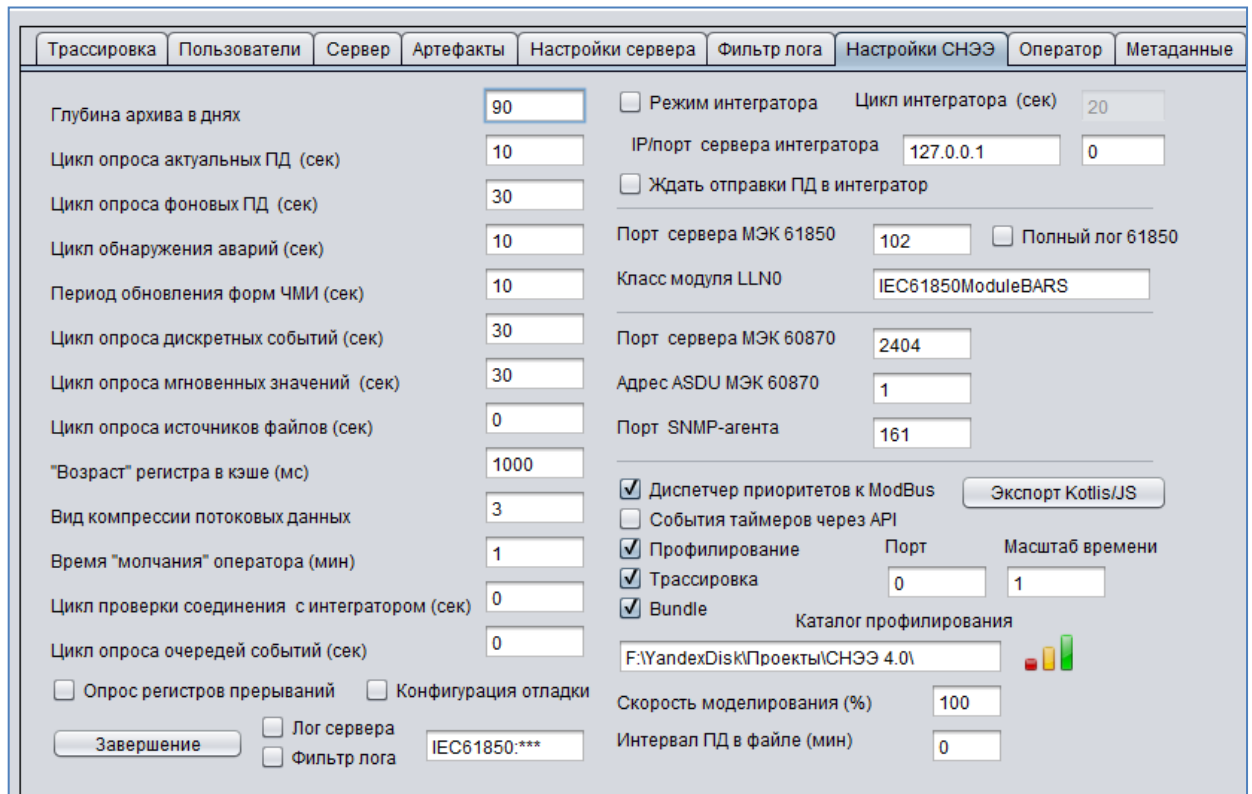 Трассировка Пользователи Сервер Артефакты Настройки сервера Фильтр лога Настройки СНЭЭ Оператор Метаданные
Глубина архива в днях 90
Цикл опроса актуальных ПД (сек) 10
Цикл опроса фоновых ПД (сек) 30
Цикл обнаружения аварий (сек) 10
Период обновления форм ЧМИ (сек) 10
Цикл опроса дискретных событий (сек) 30
Цикл опроса мгновенных значений (сек) 30
Цикл опроса источников файлов (сек) 0
"Возраст" регистра в кэше (мс) 1000
Вид компрессии потоковых данных 3
Время "молчания" оператора (мин) 1
Цикл проверки соединения с интегратором (сек) 0
Цикл опроса очередей событий (сек) 0
Опрос регистров прерываний Конфигурация отладки
Завершение
Лог сервера
Фильтр лога
IEC61850:***
Режим интегратора Цикл интегратора (сек) 20
IP/порт сервера интегратора 127.0.0.1 0
Ждать отправки ПД в интегратор
Порт сервера МЭК 61850 102 Полный лог 61850
Класс модуля LLN0 IEC61850ModuleBARS
Порт сервера МЭК 60870 2404
Адрес ASDU МЭК 60870 1
Порт SNMP-агента 161
Диспетчер приоритетов к ModBus Экспорт Kotlis/JS
События таймеров через API
Профилирование Порт Масштаб времени
Трассировка 0 1
Bundle
Каталог профилирования
F:\YandexDisk\Проекты\СНЭЭ 4.0\
Скорость моделирования (%) 100
Интервал ПД в файле (мин) 0